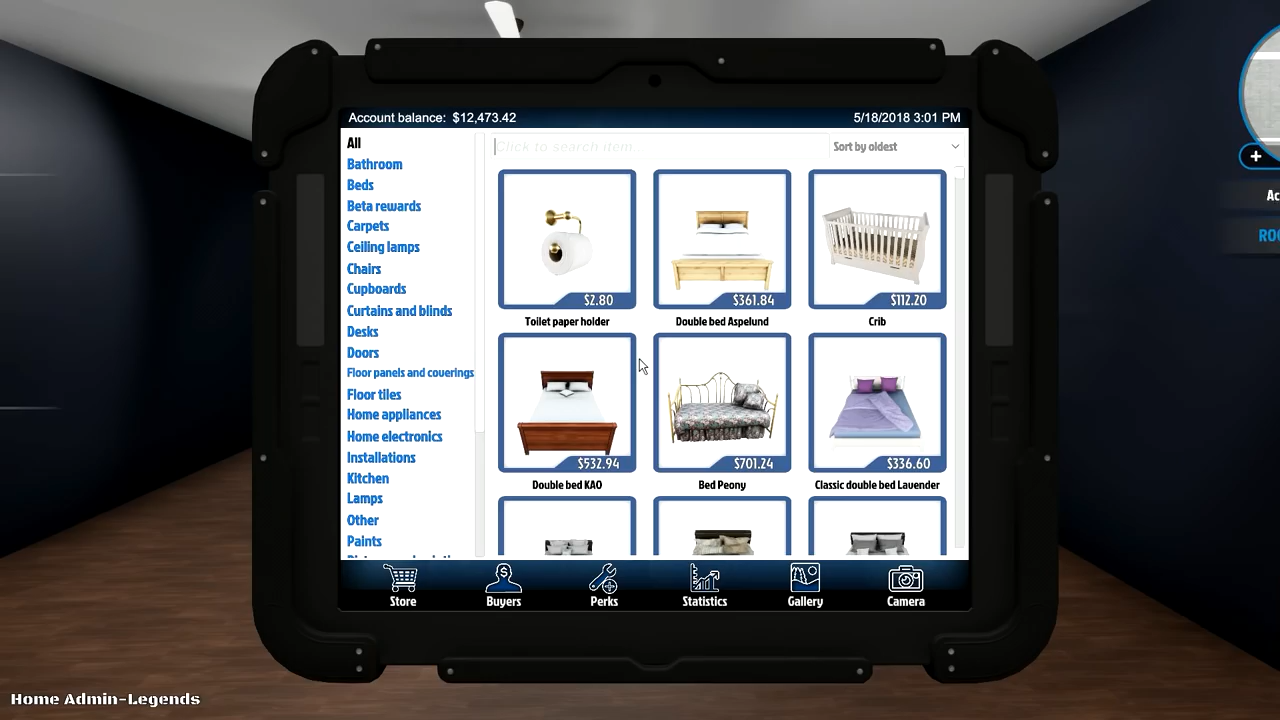 Account balance: $12,473.42
5/18/2018 3:01 PM
All
Bathroom
Beds
Beta rewards
Carpets
Ceiling lamps
Chairs
Cupboards
Curtains and blinds
Desks
Doors
Floor panels and coverings
Floor tiles
Home appliances
Home electronics
Installations
Kitchen
Lamps
Other
Paints
Click to search item...
Sort by oldest
$2.80
$361.84
$112.20
Toilet paper holder
Double bed Aspelund
Crib
$532.94
$701.24
$336.60
Double bed KAO
Bed Peony
Classic double bed Lavender
Store
Buyers
Perks
Statistics
Gallery
Camera
Home Admin-Legends